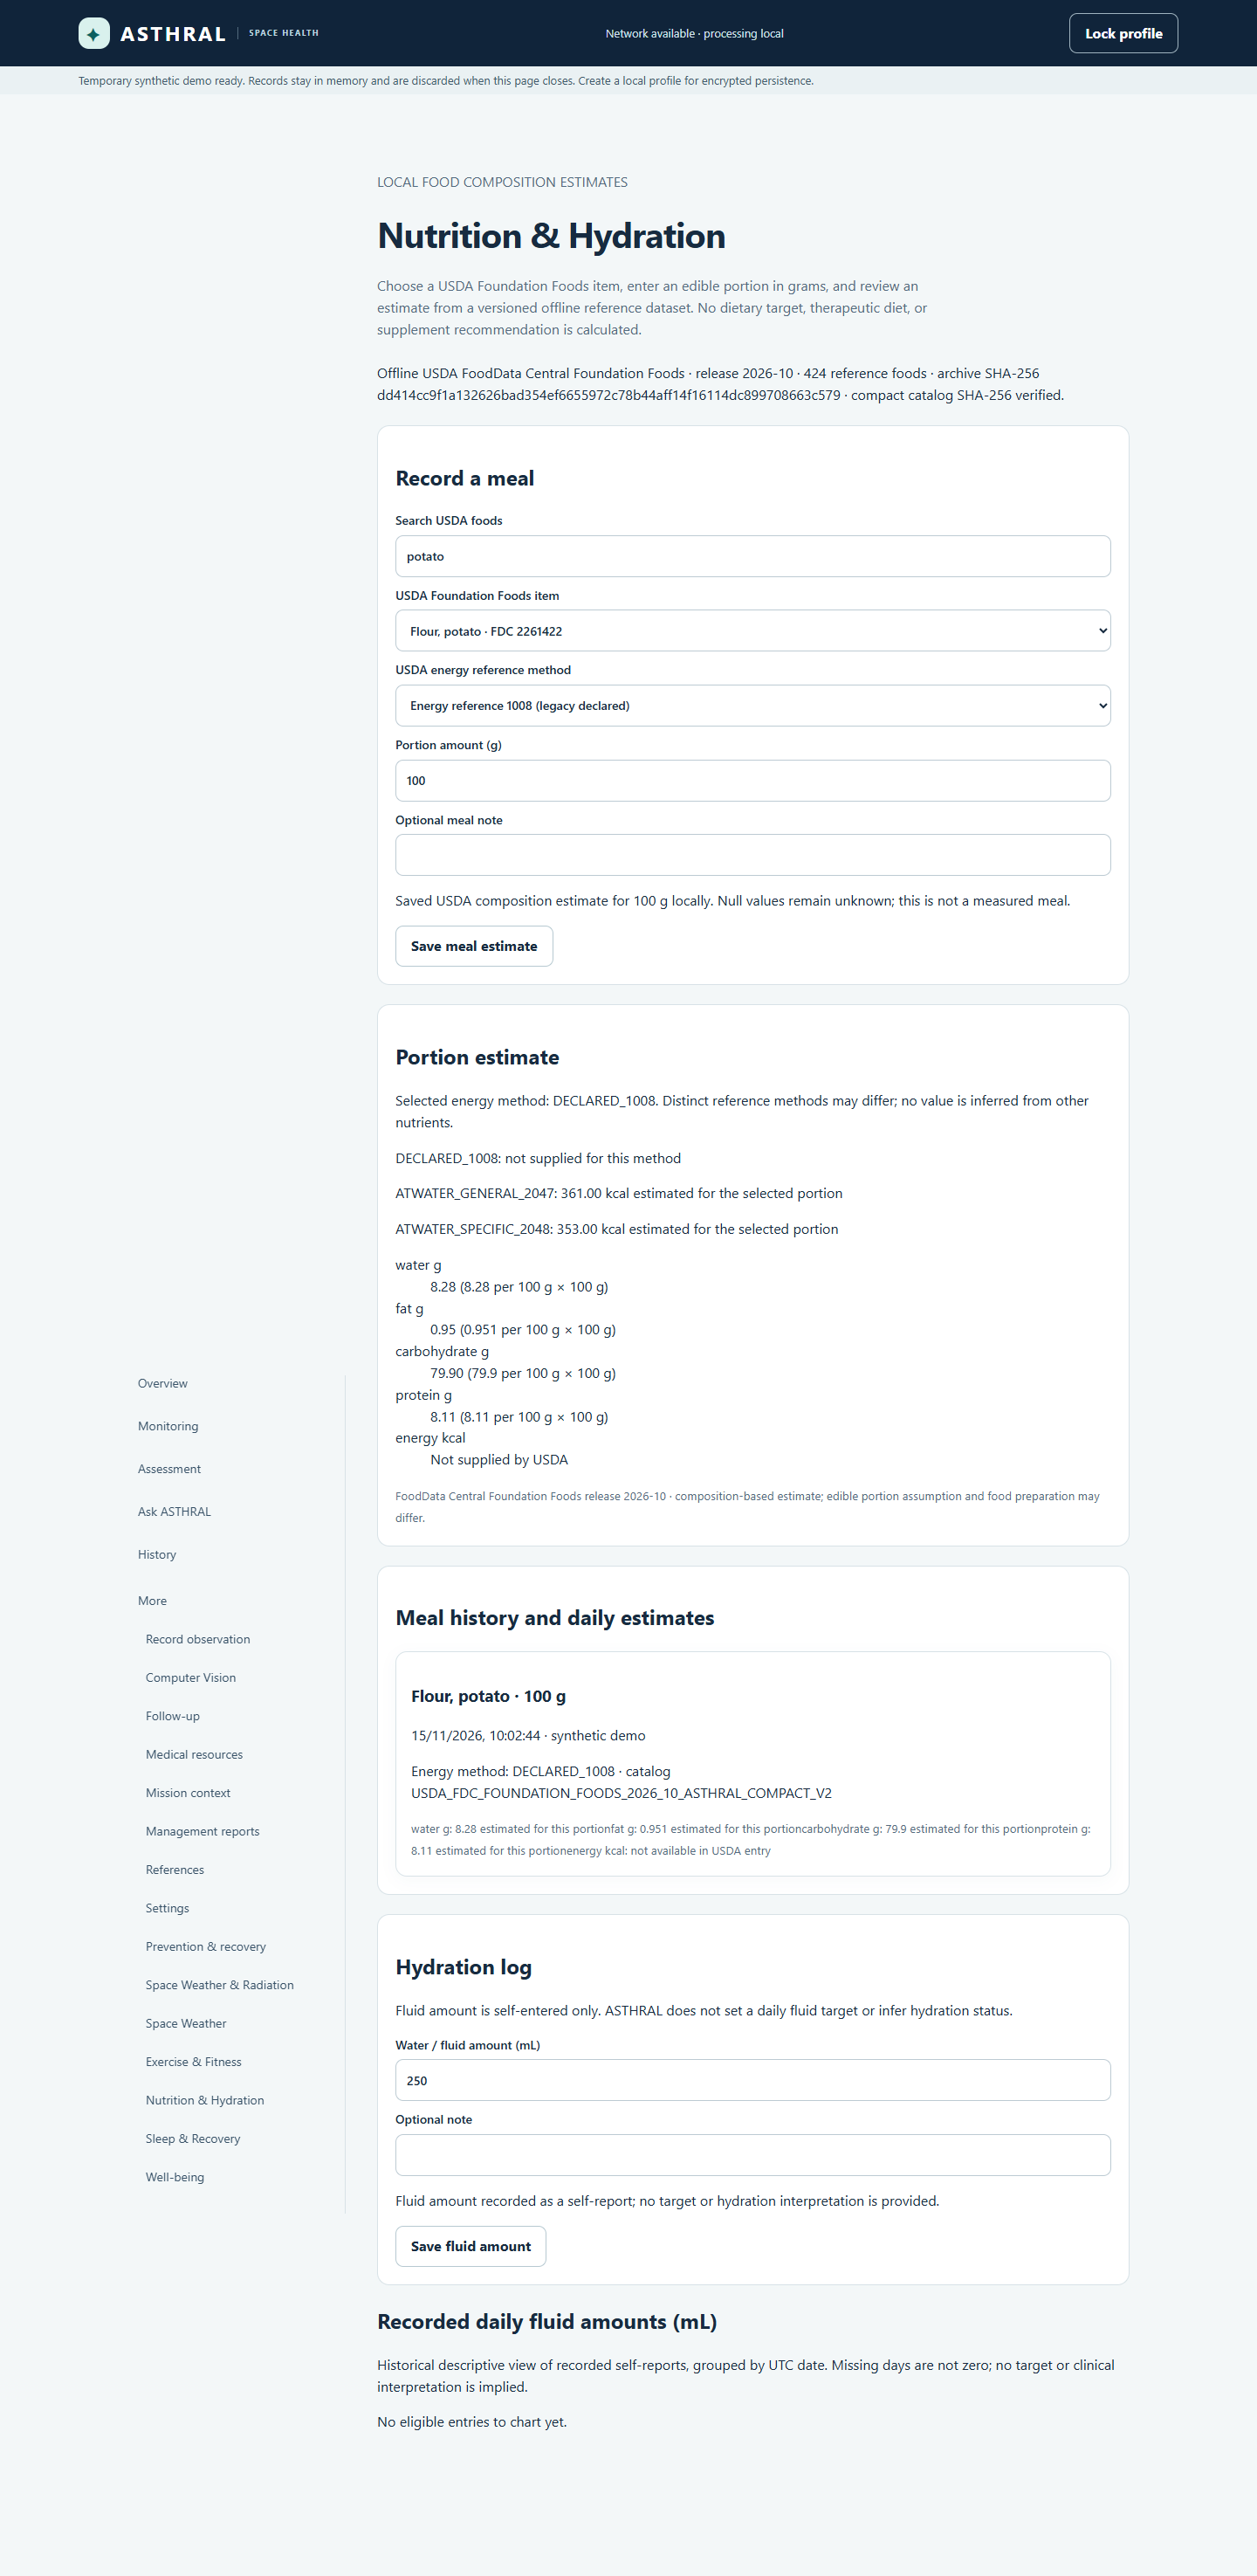 ASTHRAL
SPACE HEALTH
Network available · processing local
Lock profile
Temporary synthetic demo ready. Records stay in memory and are discarded when this page closes. Create a local profile for encrypted persistence.
LOCAL FOOD COMPOSITION ESTIMATES
Nutrition & Hydration
Choose a USDA Foundation Foods item, enter an edible portion in grams, and review an
estimate from a versioned offline reference dataset. No dietary target, therapeutic diet, or
supplement recommendation is calculated.
Offline USDA FoodData Central Foundation Foods · release 2026-10 · 424 reference foods · archive SHA-256
dd414cc9f1a132626bad354ef6655972c78b44aff14f16114dc899708663c579 · compact catalog SHA-256 verified.
Record a meal
Search USDA foods
potato
USDA Foundation Foods item
Flour, potato · FDC 2261422
USDA energy reference method
Energy reference 1008 (legacy declared)
Portion amount (g)
100
Optional meal note
Saved USDA composition estimate for 100 g locally. Null values remain unknown; this is not a measured meal.
Save meal estimate
Portion estimate
Selected energy method: DECLARED_1008. Distinct reference methods may differ; no value is inferred from other
nutrients.
DECLARED_1008: not supplied for this method
ATWATER_GENERAL_2047: 361.00 kcal estimated for the selected portion
ATWATER_SPECIFIC_2048: 353.00 kcal estimated for the selected portion
water g
8.28 (8.28 per 100 g × 100 g)
fat g
0.95 (0.951 per 100 g × 100 g)
carbohydrate g
79.90 (79.9 per 100 g × 100 g)
protein g
8.11 (8.11 per 100 g × 100 g)
energy kcal
Not supplied by USDA
FoodData Central Foundation Foods release 2026-10 · composition-based estimate; edible portion assumption and food preparation may
differ.
Meal history and daily estimates
Flour, potato · 100 g
15/11/2026, 10:02:44 · synthetic demo
Energy method: DECLARED_1008 · catalog
USDA_FDC_FOUNDATION_FOODS_2026_10_ASTHRAL_COMPACT_V2
water g: 8.28 estimated for this portionfat g: 0.951 estimated for this portioncarbohydrate g: 79.9 estimated for this portionprotein g:
8.11 estimated for this portionenergy kcal: not available in USDA entry
Hydration log
Fluid amount is self-entered only. ASTHRAL does not set a daily fluid target or infer hydration status.
Water / fluid amount (mL)
250
Optional note
Fluid amount recorded as a self-report; no target or hydration interpretation is provided.
Save fluid amount
Recorded daily fluid amounts (mL)
Historical descriptive view of recorded self-reports, grouped by UTC date. Missing days are not zero; no target or clinical
interpretation is implied.
No eligible entries to chart yet.
Overview
Monitoring
Assessment
Ask ASTHRAL
History
More
Record observation
Computer Vision
Follow-up
Medical resources
Mission context
Management reports
References
Settings
Prevention & recovery
Space Weather & Radiation
Space Weather
Exercise & Fitness
Nutrition & Hydration
Sleep & Recovery
Well-being